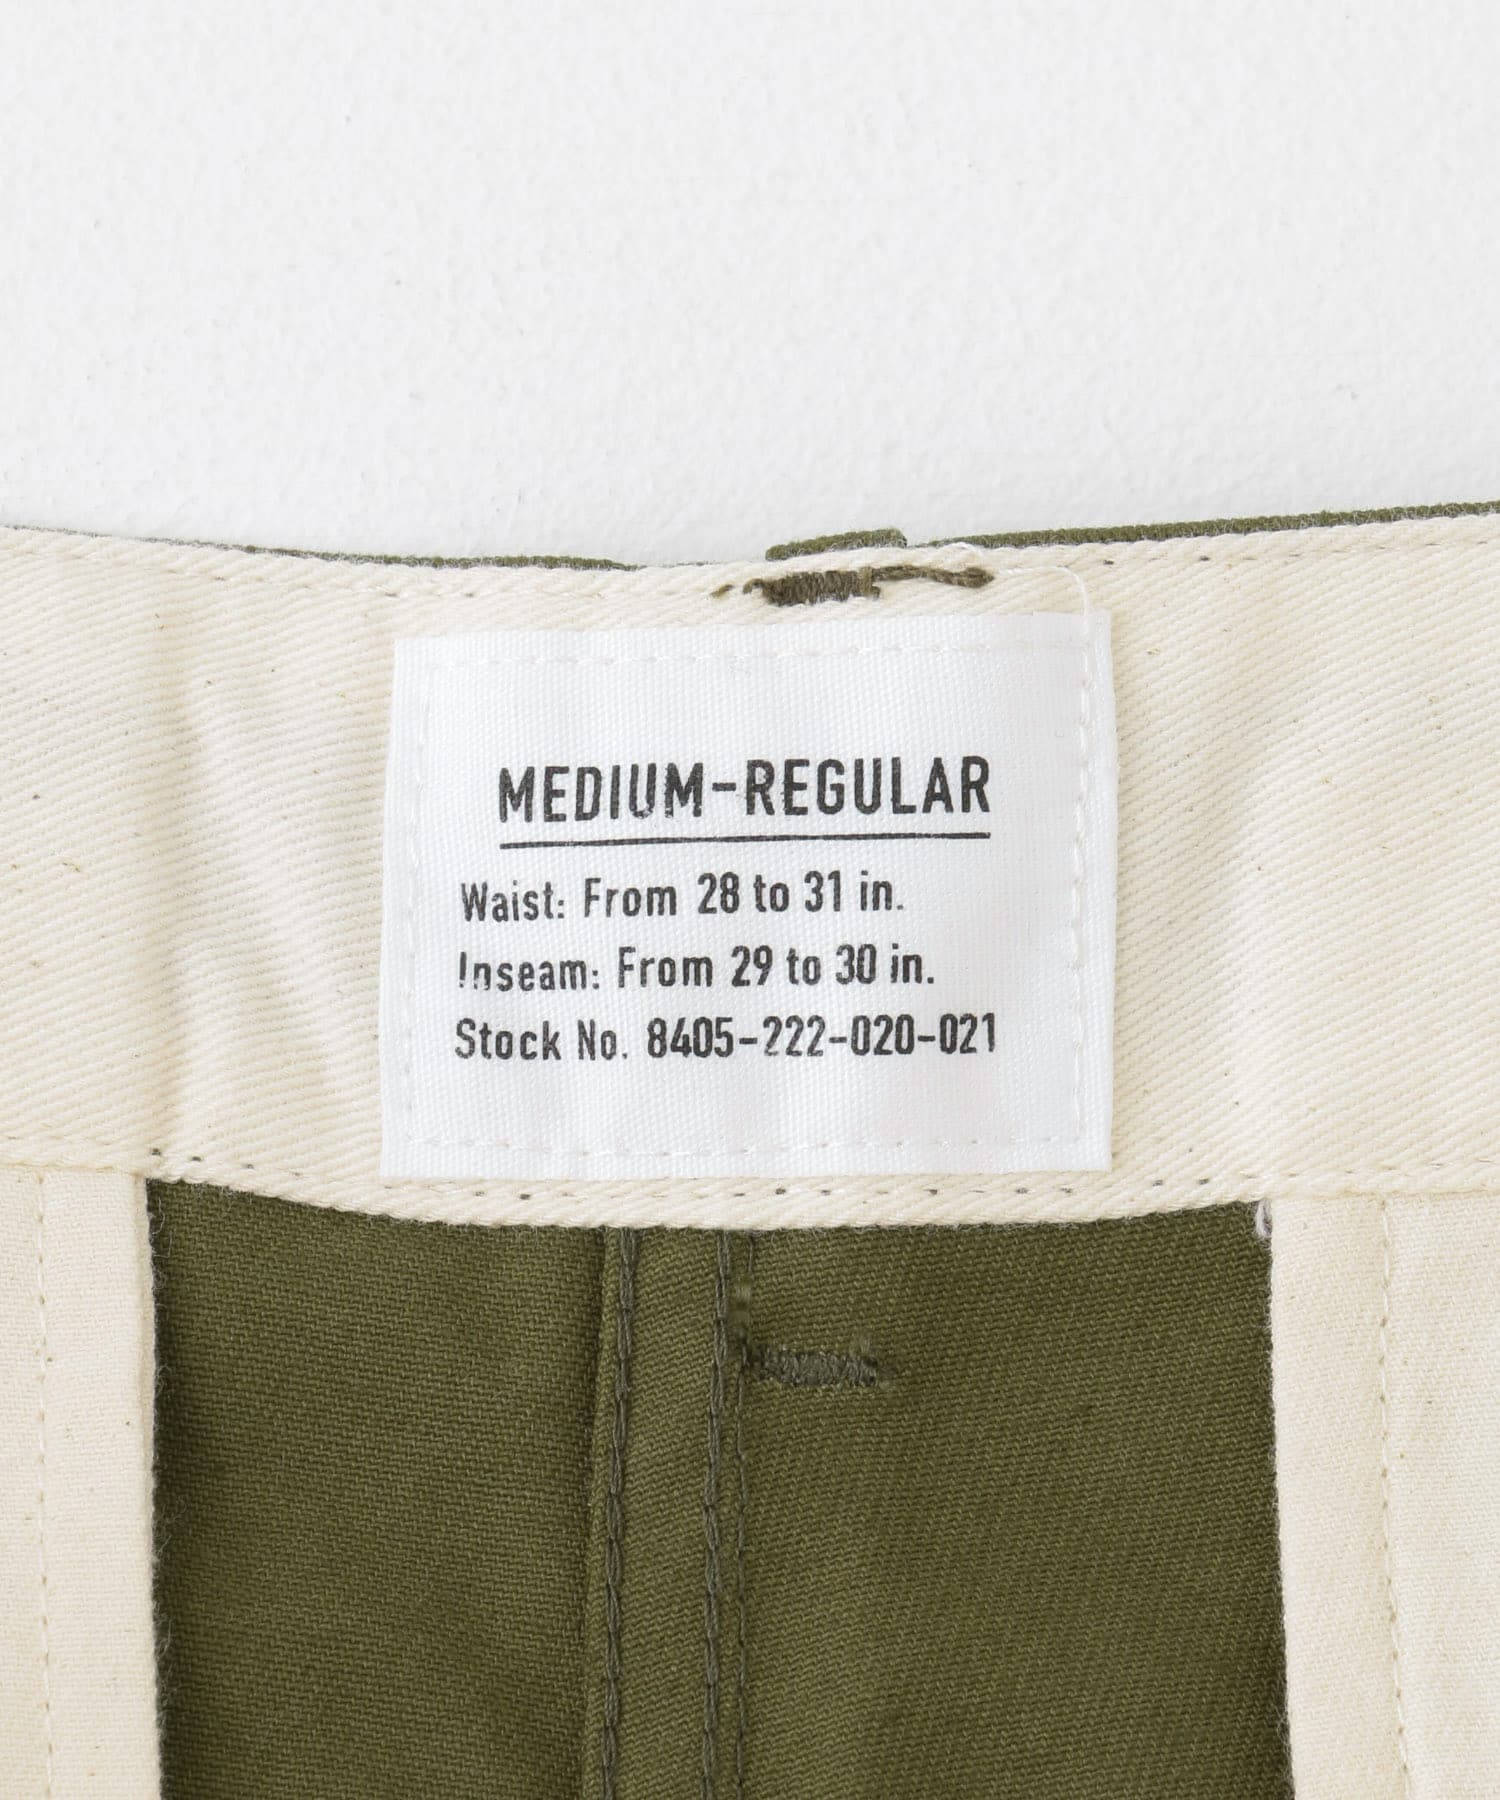 MEDIUM-REGULAR
Waist: From 28 to 31 in.
Inseam: From 29 to 30 in.
Stock No. 8405-222-020-021